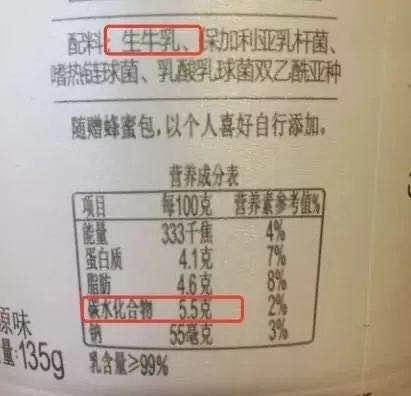 配料:生牛乳、保加利亚乳杆菌、
嗜热链球菌、乳酸乳球菌双乙酰亚种
随赠蜂蜜包,以个人喜好自行添加。
营养成分表
项目 每100克 营养素参考值%
能量 333千焦 4%
蛋白质 4.1克 7%
脂肪 4.6克 8%
碳水化合物 5.5克 2%
钠 55毫克 3%
乳含量≥99%
原味
量:135g